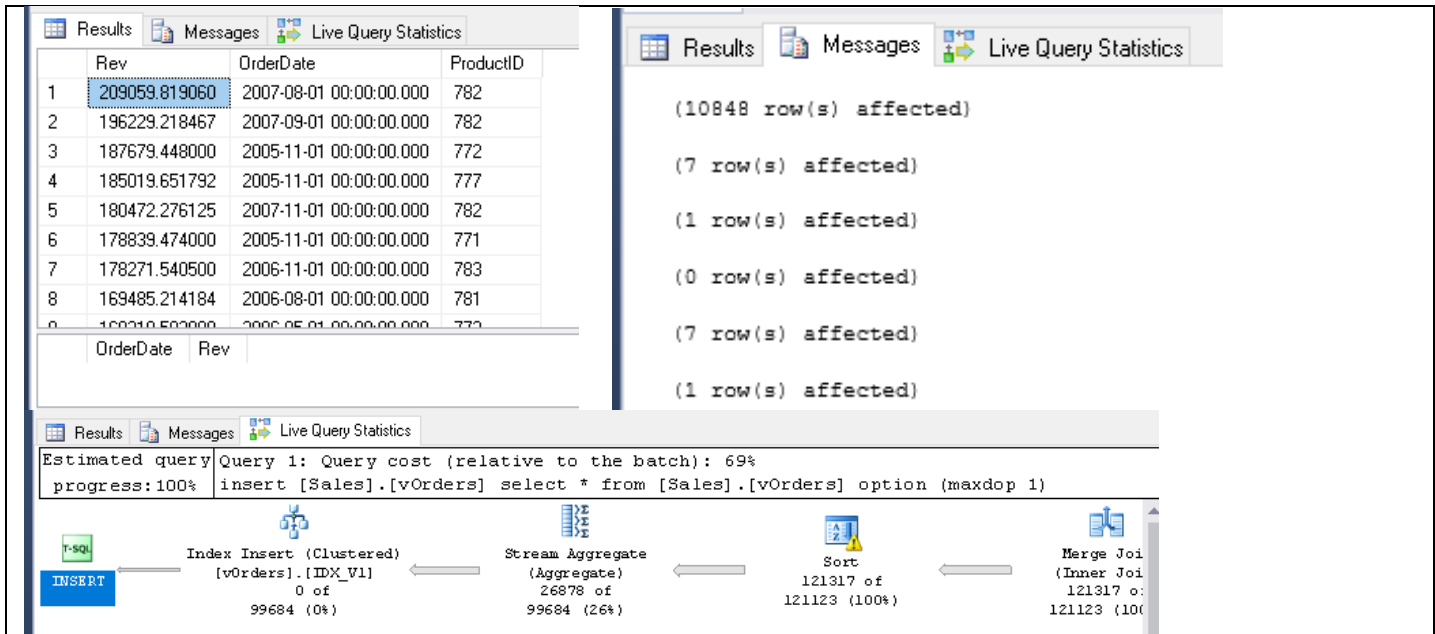 Results Messages Live Query Statistics
Rev OrderDate ProductID
1 209059.819060 2007-08-01 00:00:00.000 782
2 196229.218467 2007-09-01 00:00:00.000 782
3 187679.448000 2005-11-01 00:00:00.000 772
4 185019.651792 2005-11-01 00:00:00.000 777
5 180472.276125 2007-11-01 00:00:00.000 782
6 178839.474000 2005-11-01 00:00:00.000 771
7 178271.540500 2006-11-01 00:00:00.000 783
8 169485.214184 2006-08-01 00:00:00.000 781
OrderDate Rev
Results Messages Live Query Statistics
(10848 row(s) affected)
(7 row(s) affected)
(1 row(s) affected)
(0 row(s) affected)
(7 row(s) affected)
(1 row(s) affected)
Results Messages Live Query Statistics
Estimated query progress:100%
Query 1: Query cost (relative to the batch): 69%
insert [Sales].[vOrders] select * from [Sales].[vOrders] option (maxdop 1)
T-SQL
INSERT
Index Insert (Clustered)
[vOrders].[IDX_V1]
0 of
99684 (0%)
Stream Aggregate
(Aggregate)
26878 of
99684 (26%)
Sort
121317 of
121123 (100%)
Merge Joi
(Inner Joi
121317 o
121123 (100